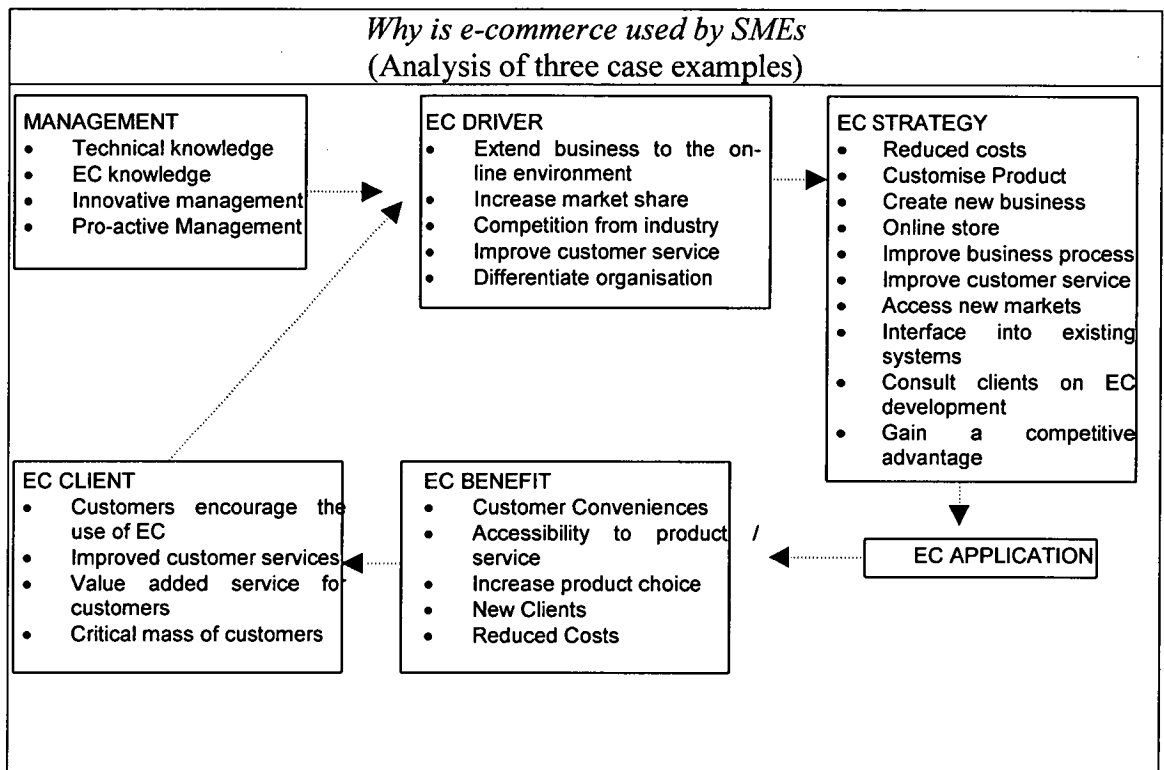 Why is e-commerce used by SMEs
(Analysis of three case examples)
MANAGEMENT
• Technical knowledge
• EC knowledge
• Innovative management
• Pro-active Management
EC DRIVER
• Extend business to the on-
line environment
• Increase market share
• Competition from industry
• Improve customer service
• Differentiate organisation
EC STRATEGY
• Reduced costs
• Customise Product
• Create new business
• Online store
• Improve business process
• Improve customer service
• Access new markets
• Interface into existing
systems
• Consult clients on EC
development
• Gain a competitive
advantage
EC CLIENT
• Customers encourage the
use of EC
• Improved customer services
• Value added service for
customers
• Critical mass of customers
EC BENEFIT
• Customer Conveniences
• Accessibility to product /
service
• Increase product choice
• New Clients
• Reduced Costs
EC APPLICATION